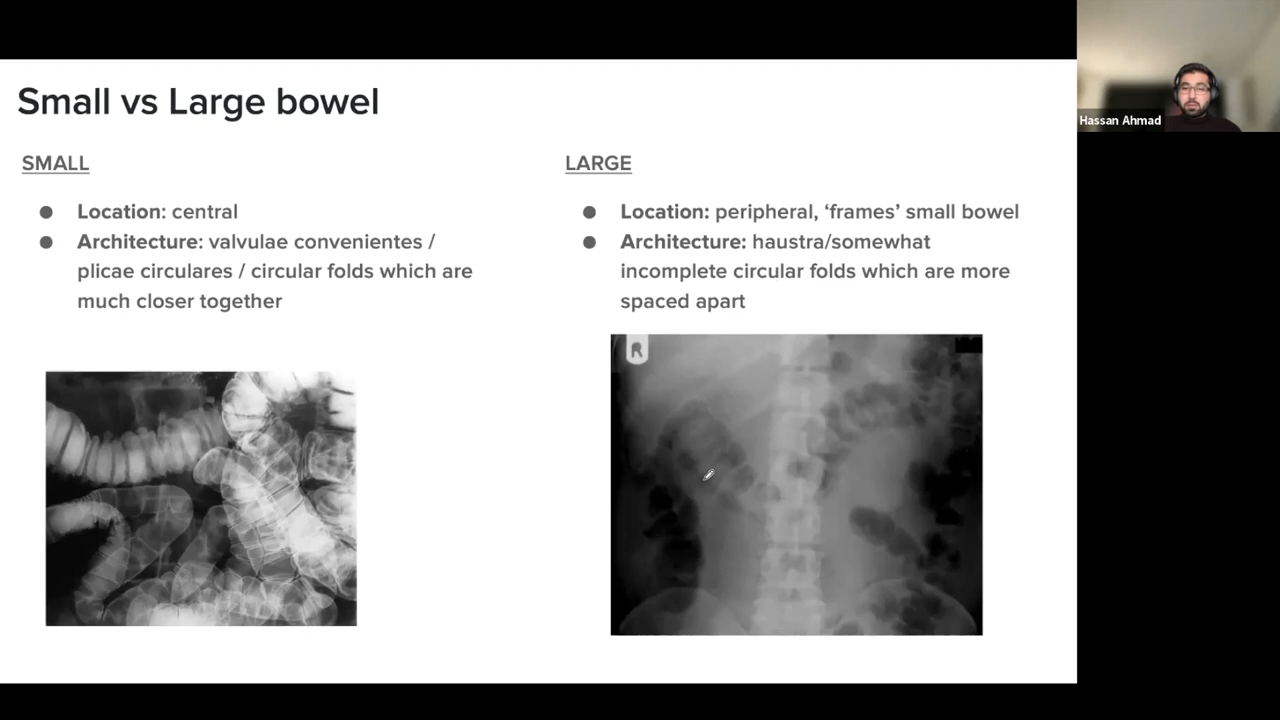 Small vs Large bowel
SMALL
● Location: central
● Architecture: valvulae convenientes /
plicae circulares / circular folds which are
much closer together
LARGE
● Location: peripheral, ‘frames’ small bowel
● Architecture: haustra/somewhat
incomplete circular folds which are more
spaced apart
R
Hassan Ahmad